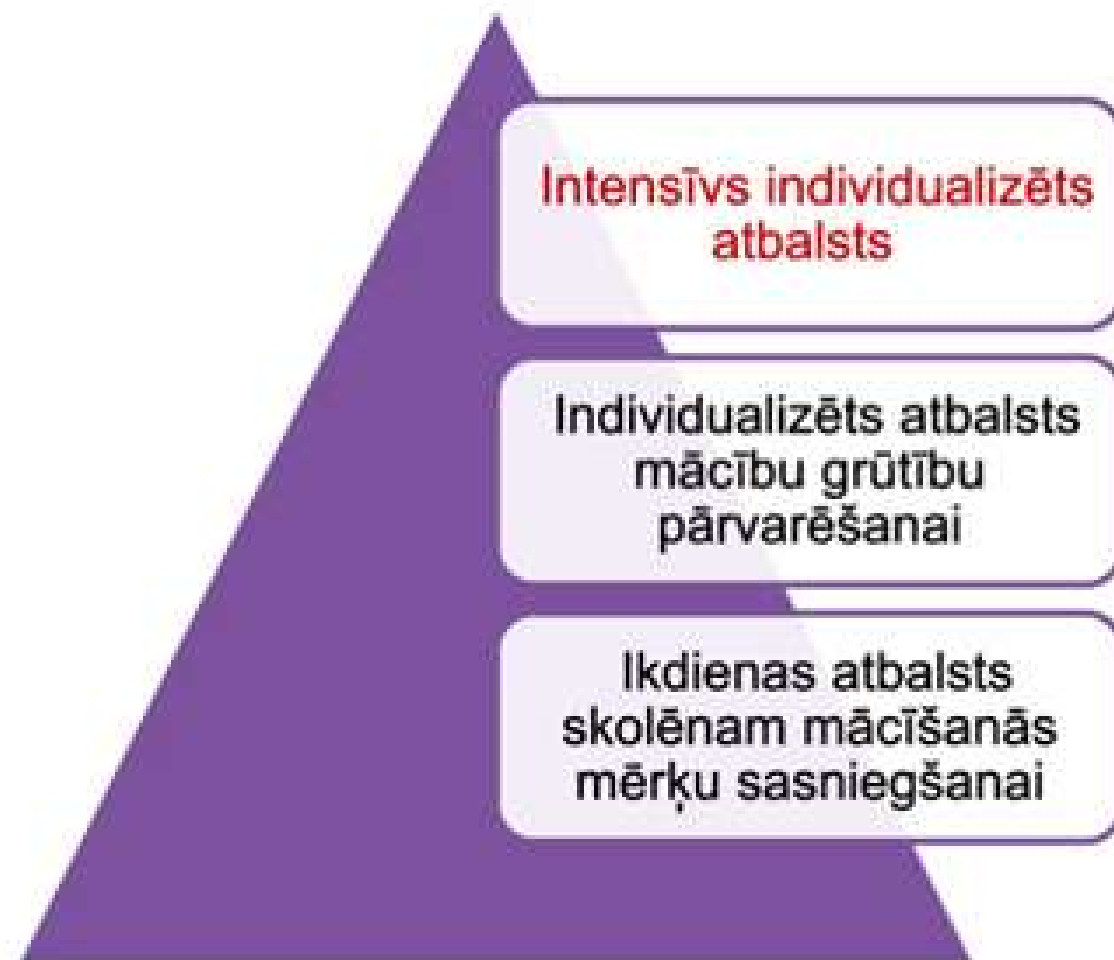 Intensīvs individualizēts
atbalsts
Individualizēts atbalsts
mācību grūtību
pārvarēšanai
Ikdienas atbalsts
skolēnam mācīšanās
mērķu sasniegšanai